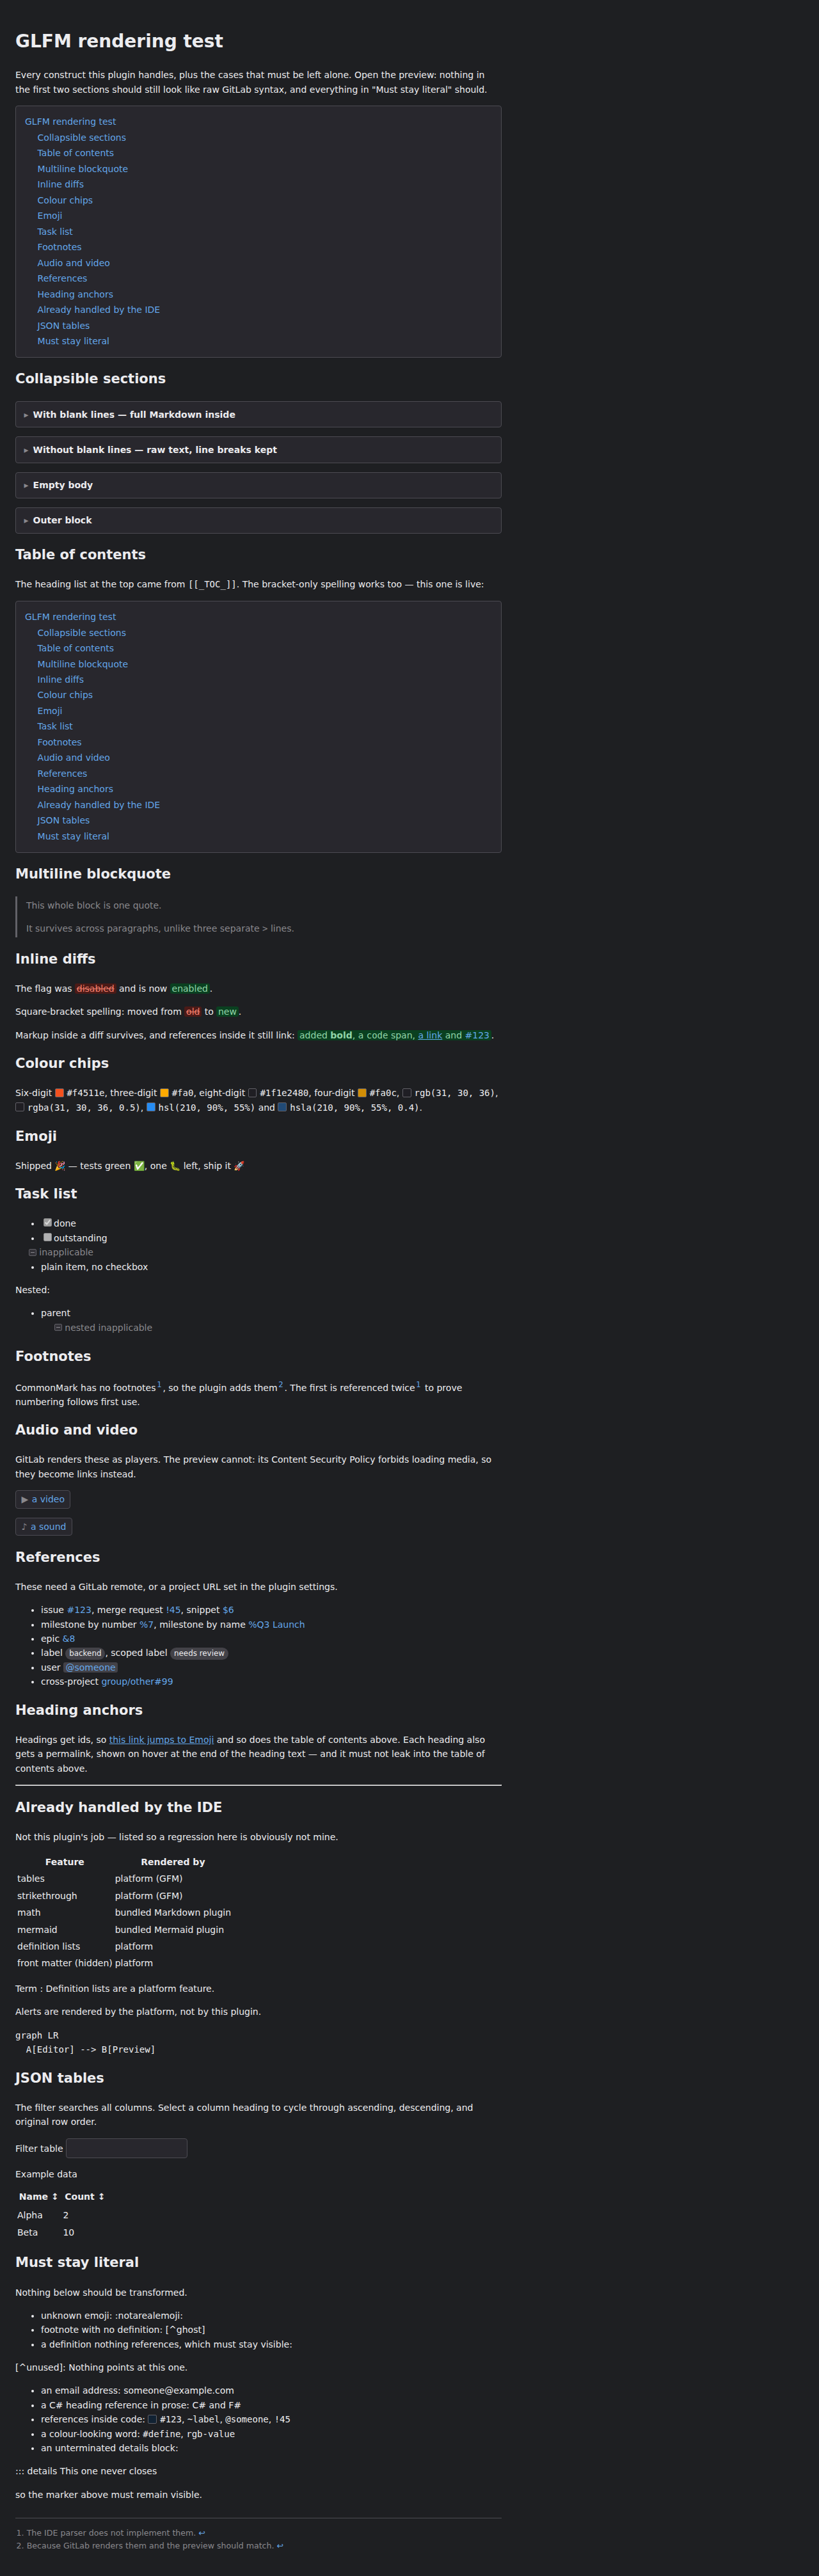 GLFM rendering test
Every construct this plugin handles, plus the cases that must be left alone. Open the preview: nothing in
the first two sections should still look like raw GitLab syntax, and everything in "Must stay literal" should.
GLFM rendering test
Collapsible sections
Table of contents
Multiline blockquote
Inline diffs
Colour chips
Emoji
Task list
Footnotes
Audio and video
References
Heading anchors
Already handled by the IDE
JSON tables
Must stay literal
Collapsible sections
▸ With blank lines — full Markdown inside
▸ Without blank lines — raw text, line breaks kept
▸ Empty body
▸ Outer block
Table of contents
The heading list at the top came from [[_TOC_]]. The bracket-only spelling works too — this one is live:
GLFM rendering test
Collapsible sections
Table of contents
Multiline blockquote
Inline diffs
Colour chips
Emoji
Task list
Footnotes
Audio and video
References
Heading anchors
Already handled by the IDE
JSON tables
Must stay literal
Multiline blockquote
This whole block is one quote.
It survives across paragraphs, unlike three separate > lines.
Inline diffs
The flag was disabled and is now enabled.
Square-bracket spelling: moved from old to new.
Markup inside a diff survives, and references inside it still link: added bold, a code span, a link and #123.
Colour chips
Six-digit #f4511e, three-digit #fa0, eight-digit #1f1e2480, four-digit #fa0c, rgb(31, 30, 36),
rgba(31, 30, 36, 0.5), hsl(210, 90%, 55%) and hsla(210, 90%, 55%, 0.4).
Emoji
Shipped 🎉 — tests green ✅, one 🐛 left, ship it 🚀
Task list
• done
• outstanding
inapplicable
• plain item, no checkbox
Nested:
• parent
nested inapplicable
Footnotes
CommonMark has no footnotes1, so the plugin adds them2. The first is referenced twice1 to prove
numbering follows first use.
Audio and video
GitLab renders these as players. The preview cannot: its Content Security Policy forbids loading media, so
they become links instead.
▶ a video
♪ a sound
References
These need a GitLab remote, or a project URL set in the plugin settings.
• issue #123, merge request !45, snippet $6
• milestone by number %7, milestone by name %Q3 Launch
• epic &8
• label backend, scoped label needs review
• user @someone
• cross-project group/other#99
Heading anchors
Headings get ids, so this link jumps to Emoji and so does the table of contents above. Each heading also
gets a permalink, shown on hover at the end of the heading text — and it must not leak into the table of
contents above.
Already handled by the IDE
Not this plugin's job — listed so a regression here is obviously not mine.
Feature Rendered by
tables platform (GFM)
strikethrough platform (GFM)
math bundled Markdown plugin
mermaid bundled Mermaid plugin
definition lists platform
front matter (hidden) platform
Term : Definition lists are a platform feature.
Alerts are rendered by the platform, not by this plugin.
graph LR
A[Editor] --> B[Preview]
JSON tables
The filter searches all columns. Select a column heading to cycle through ascending, descending, and
original row order.
Filter table
Example data
Name ↕ Count ↕
Alpha 2
Beta 10
Must stay literal
Nothing below should be transformed.
• unknown emoji: :notarealemoji:
• footnote with no definition: [^ghost]
• a definition nothing references, which must stay visible:
[^unused]: Nothing points at this one.
• an email address: someone@example.com
• a C# heading reference in prose: C# and F#
• references inside code: #123, ~label, @someone, !45
• a colour-looking word: #define, rgb-value
• an unterminated details block:
::: details This one never closes
so the marker above must remain visible.
1. The IDE parser does not implement them. ↩
2. Because GitLab renders them and the preview should match. ↩